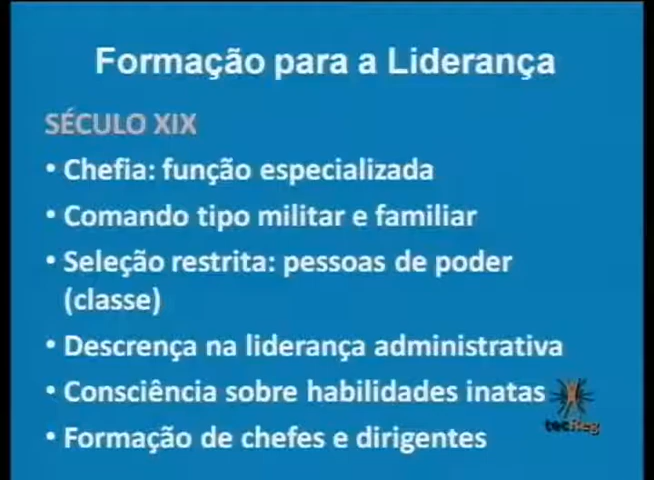 Formação para a Liderança
SÉCULO XIX
• Chefia: função especializada
• Comando tipo militar e familiar
• Seleção restrita: pessoas de poder
(classe)
• Descrença na liderança administrativa
• Consciência sobre habilidades inatas
• Formação de chefes e dirigentes
tecReg